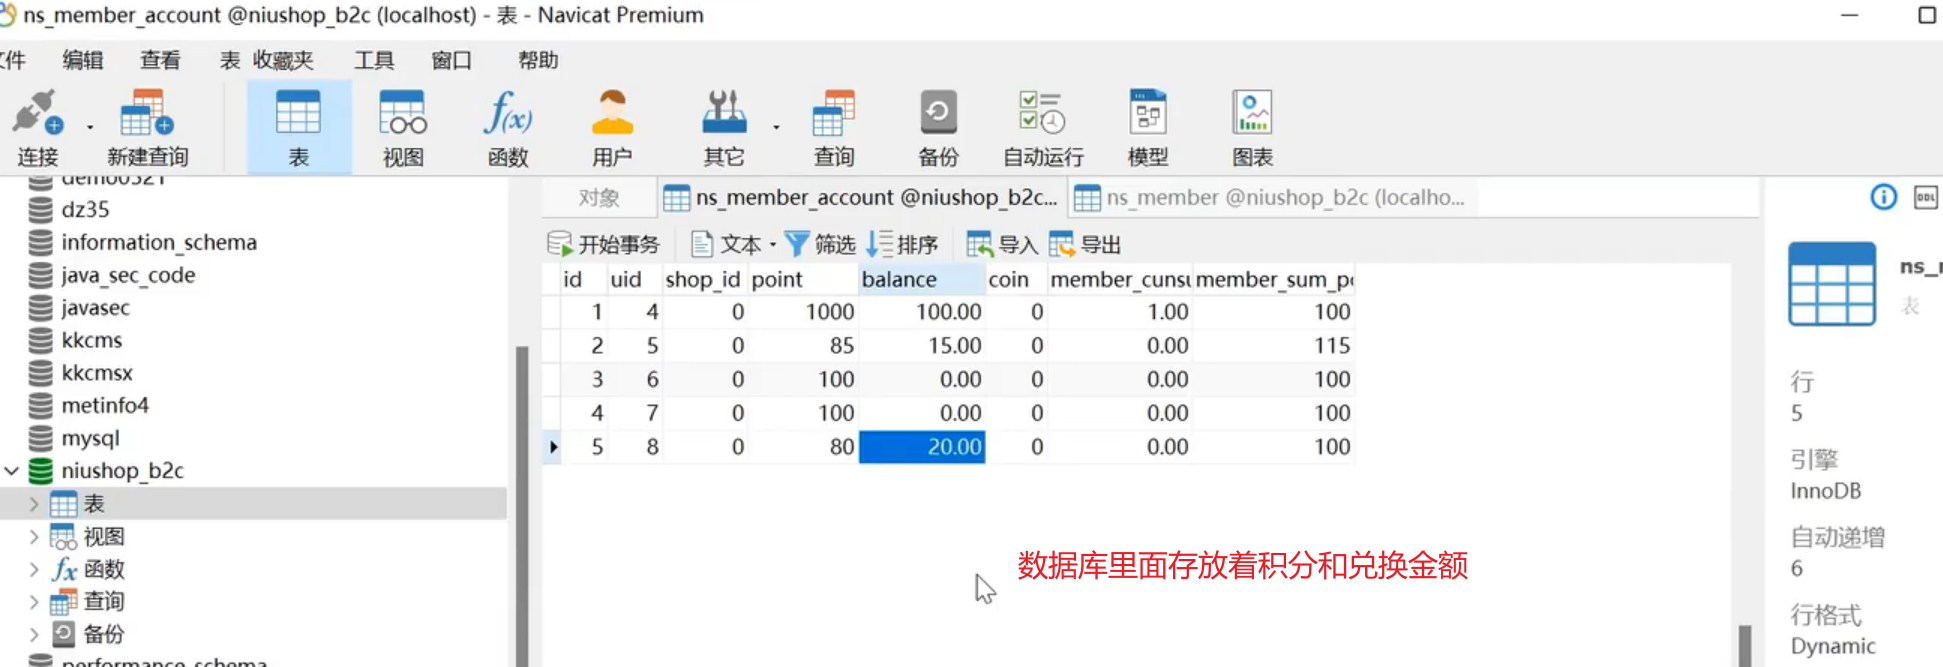 ns_member_account @niushop_b2c (localhost) - 表 - Navicat Premium
编辑 查看 表 收藏夹 工具 窗口 帮助
连接 新建查询 表 视图 函数 用户 其它 查询 备份 自动运行 模型 图表
demo0321
dz35
information_schema
java_sec_code
javasec
kkcms
kkcmsx
metinfo4
mysql
niushop_b2c
表
视图
函数
查询
备份
performance_schema
对象 ns_member_account @niushop_b2c... ns_member @niushop_b2c (localho...
开始事务 文本 筛选 排序 导入 导出
id uid shop_id point balance coin member_cunsu member_sum_po
1 4 0 1000 100.00 0 1.00 100
2 5 0 85 15.00 0 0.00 115
3 6 0 100 0.00 0 0.00 100
4 7 0 100 0.00 0 0.00 100
5 8 0 80 20.00 0 0.00 100
数据库里面存放着积分和兑换金额
DDL
ns_
表
行
5
引擎
InnoDB
自动递增
6
行格式
Dynamic